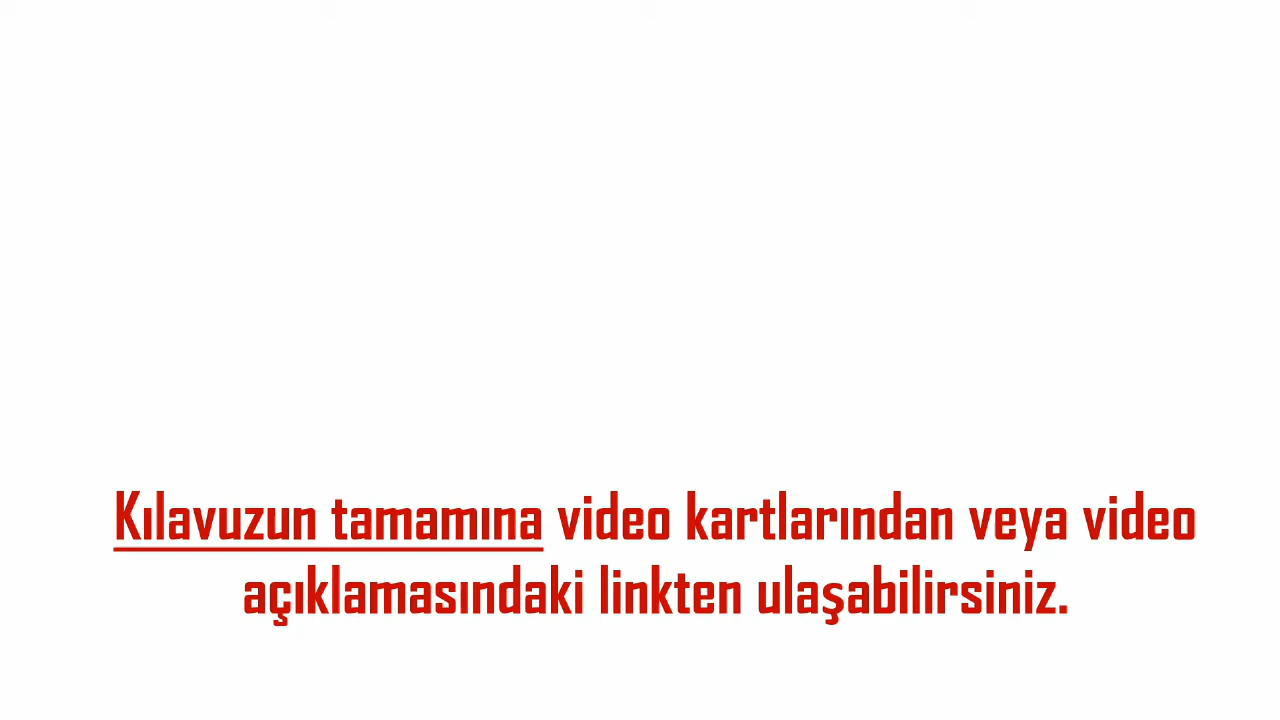 Kılavuzun tamamına video kartlarından veya video
açıklamasındaki linkten ulaşabilirsiniz.